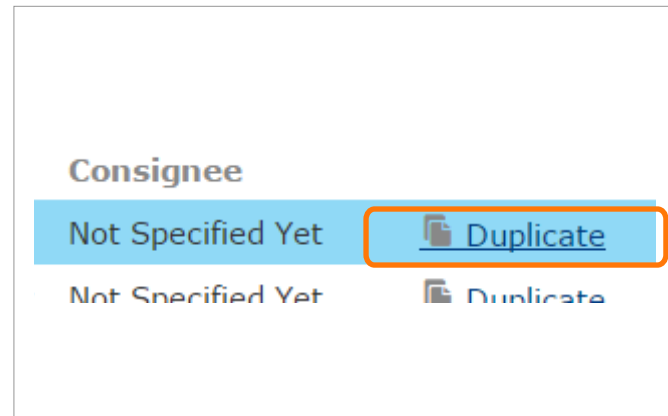 Consignee
Not Specified Yet Duplicate
Not Specified Yet Duplicate